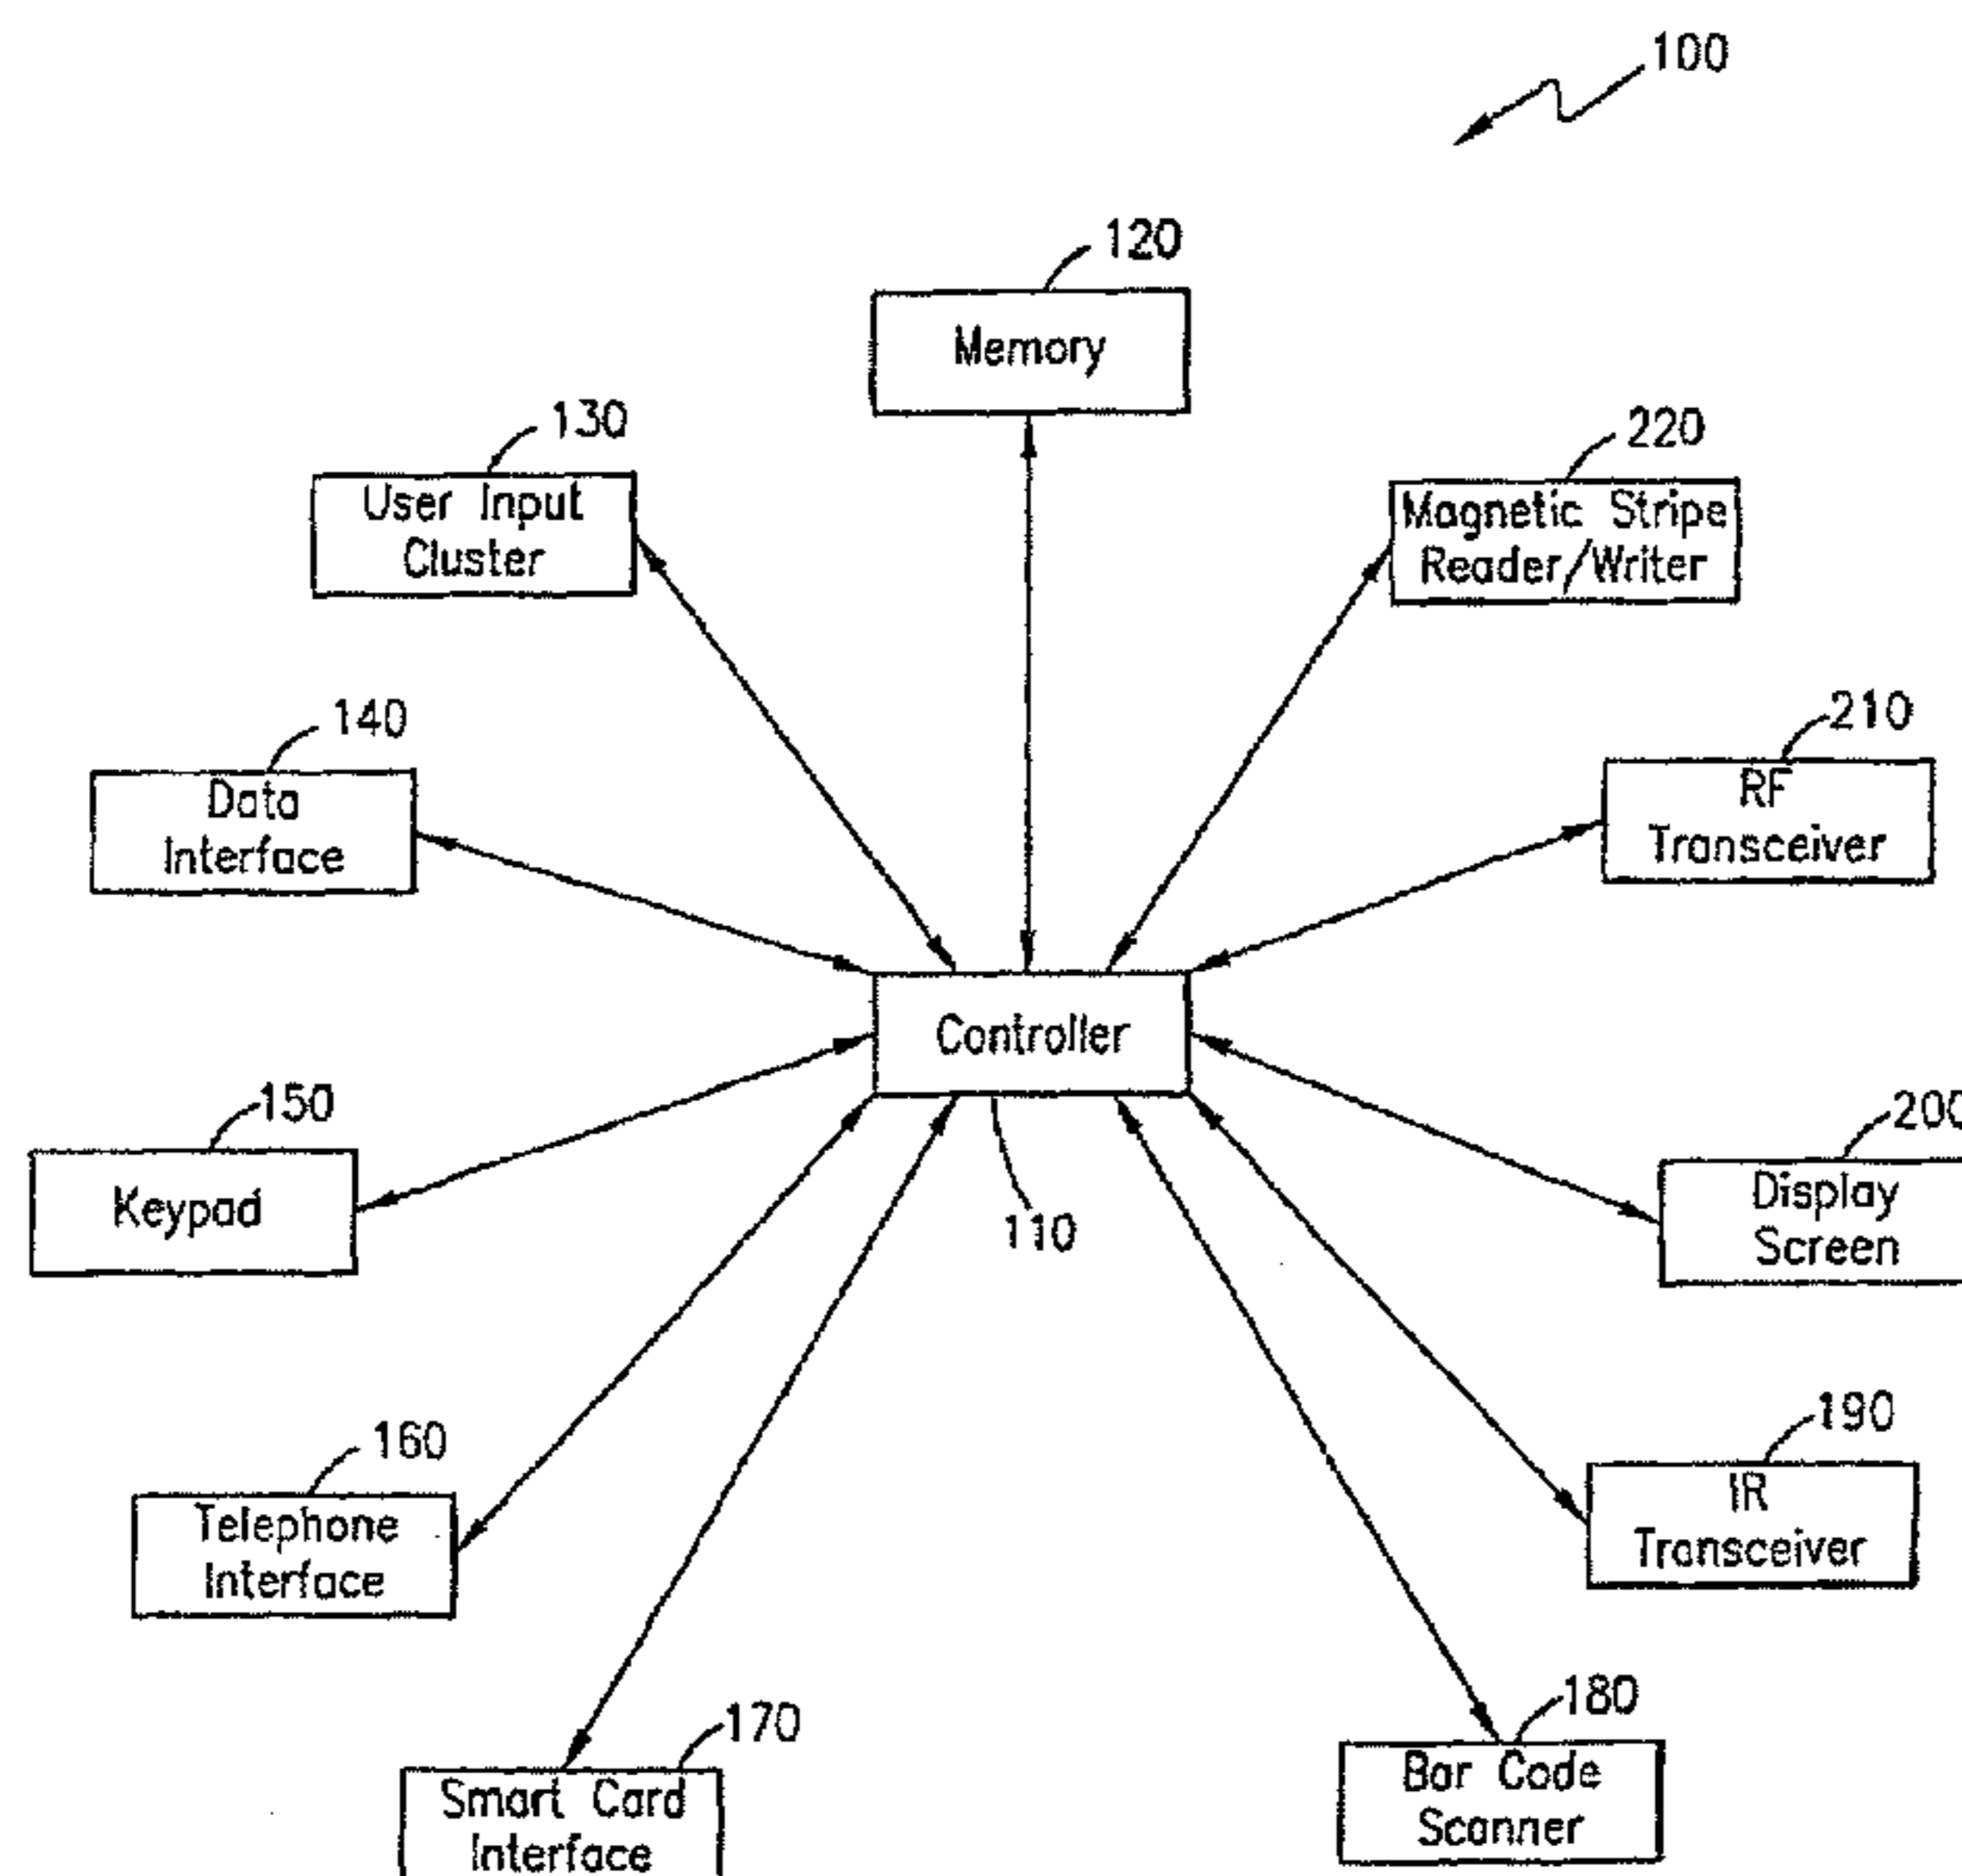 100
120
Memory
130
User Input
Cluster
220
Magnetic Stripe
Reader/Writer
140
Data
Interface
210
RF
Transceiver
Controller
110
150
Keypad
200
Display
Screen
160
Telephone
Interface
190
IR
Transceiver
170
Smart Card
Interface
180
Bar Code
Scanner